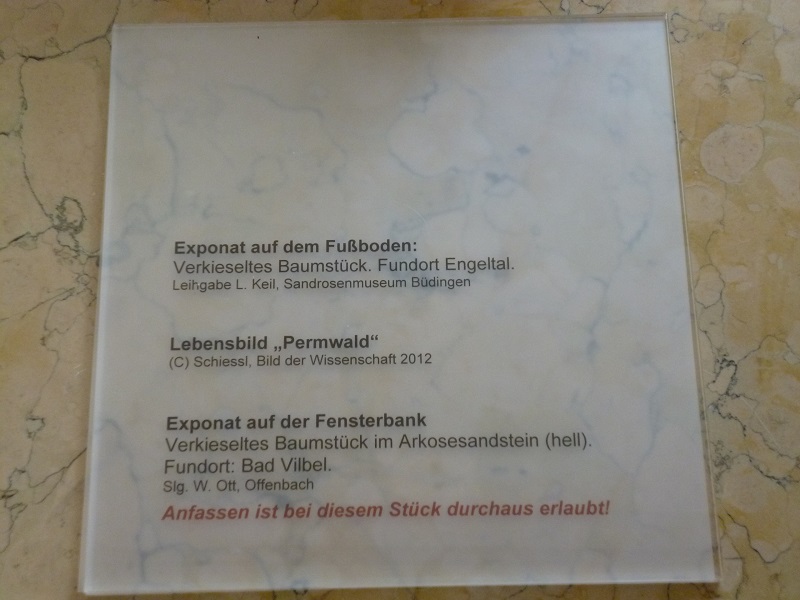 Exponat auf dem Fußboden:
Verkieseltes Baumstück. Fundort Engeltal.
Leihgabe L. Keil, Sandrosenmuseum Büdingen
Lebensbild „Permwald“
(C) Schiessl, Bild der Wissenschaft 2012
Exponat auf der Fensterbank
Verkieseltes Baumstück im Arkosesandstein (hell).
Fundort: Bad Vilbel.
Slg. W. Ott, Offenbach
Anfassen ist bei diesem Stück durchaus erlaubt!